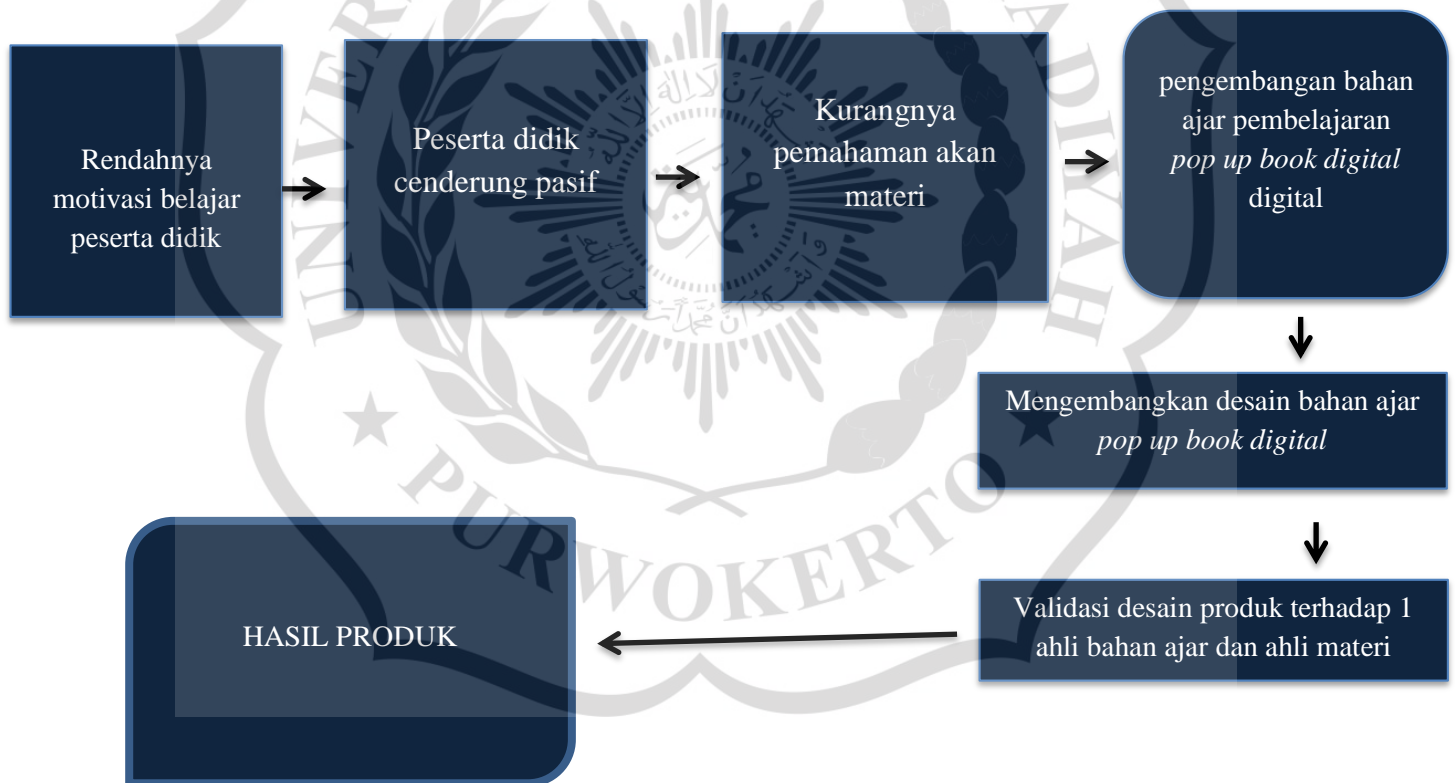 Rendahnya
motivasi belajar
peserta didik
Peserta didik
cenderung pasif
Kurangnya
pemahaman akan
materi
pengembangan bahan
ajar pembelajaran
pop up book digital
digital
Mengembangkan desain bahan ajar
pop up book digital
Validasi desain produk terhadap 1
ahli bahan ajar dan ahli materi
HASIL PRODUK
PURWOKERTO